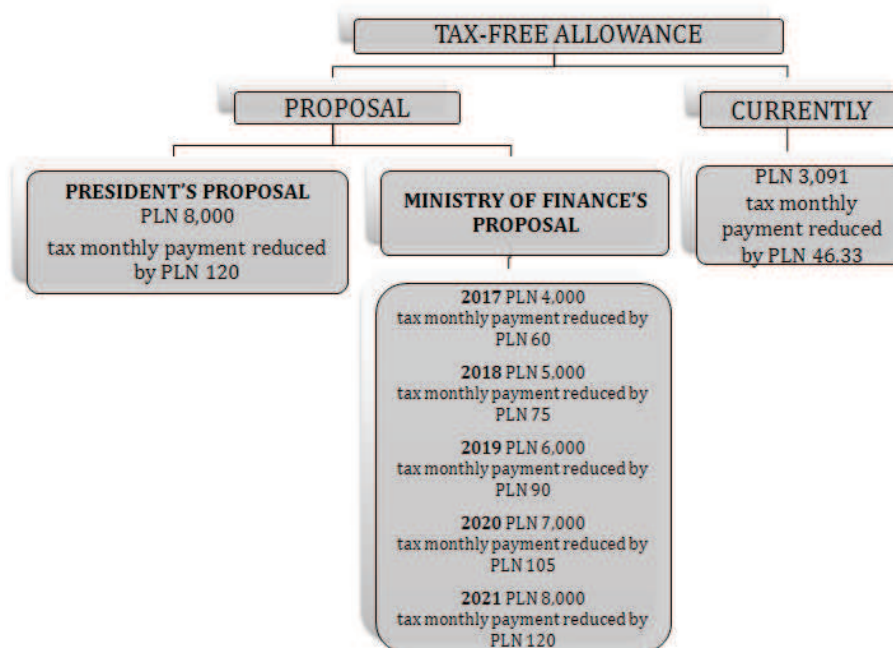 TAX-FREE ALLOWANCE
PROPOSAL
CURRENTLY
PRESIDENT'S PROPOSAL
PLN 8,000
tax monthly payment reduced
by PLN 120
MINISTRY OF FINANCE'S
PROPOSAL
PLN 3,091
tax monthly
payment reduced
by PLN 46.33
2017 PLN 4,000
tax monthly payment reduced by
PLN 60
2018 PLN 5,000
tax monthly payment reduced by
PLN 75
2019 PLN 6,000
tax monthly payment reduced by
PLN 90
2020 PLN 7,000
tax monthly payment reduced by
PLN 105
2021 PLN 8,000
tax monthly payment reduced by
PLN 120